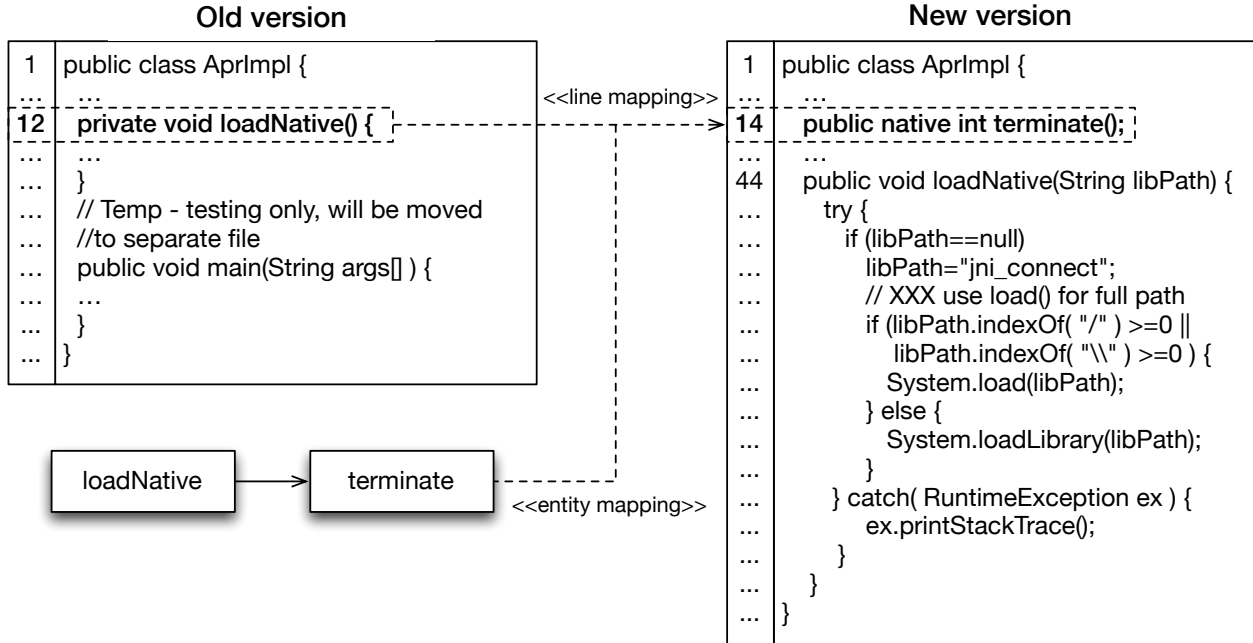 Old version
1 public class AprImpl {
... ...
12 private void loadNative() {
... ...
... }
... // Temp - testing only, will be moved
... //to separate file
... public void main(String args[] ) {
... ...
... }
... }
<<line mapping>>
New version
1 public class AprImpl {
... ...
14 public native int terminate();
... ...
44 public void loadNative(String libPath) {
... try {
... if (libPath==null)
... libPath="jni_connect";
... // XXX use load() for full path
... if (libPath.indexOf( "/" ) >=0 ||
... libPath.indexOf( "\\" ) >=0 ) {
... System.load(libPath);
... } else {
... System.loadLibrary(libPath);
... }
... } catch( RuntimeException ex ) {
... ex.printStackTrace();
... }
... }
... }
loadNative
terminate
<<entity mapping>>